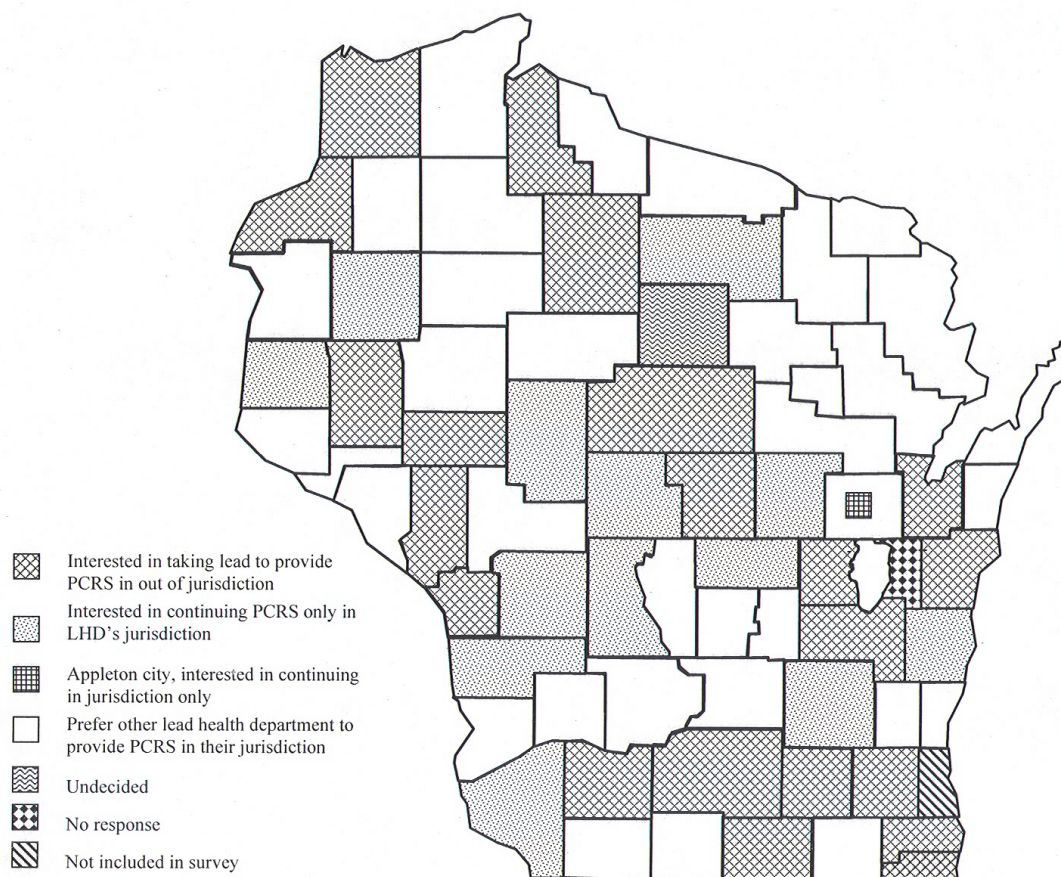 Interested in taking lead to provide
PCRS in out of jurisdiction
Interested in continuing PCRS only in
LHD's jurisdiction
Appleton city, interested in continuing
in jurisdiction only
Prefer other lead health department to
provide PCRS in their jurisdiction
Undecided
No response
Not included in survey